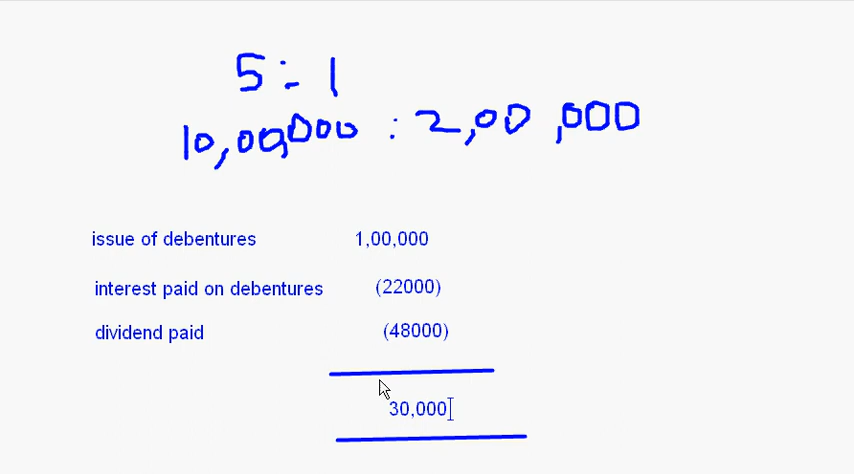 5:- 1
10,00,000 : 2,00,000
issue of debentures 1,00,000
interest paid on debentures (22000)
dividend paid (48000)
30,000